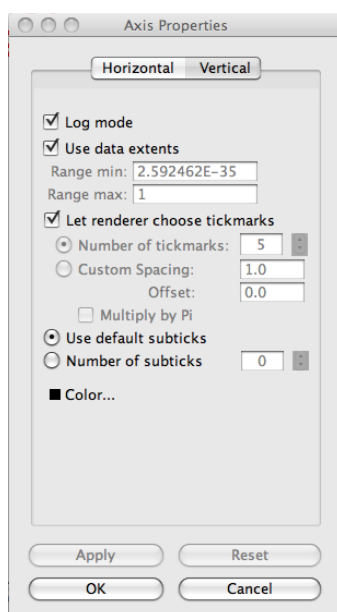 Axis Properties
Horizontal Vertical
Log mode
Use data extents
Range min: 2.592462E-35
Range max: 1
Let renderer choose tickmarks
Number of tickmarks: 5
Custom Spacing: 1.0
Offset: 0.0
Multiply by Pi
Use default subticks
Number of subticks 0
Color...
Apply Reset
OK Cancel